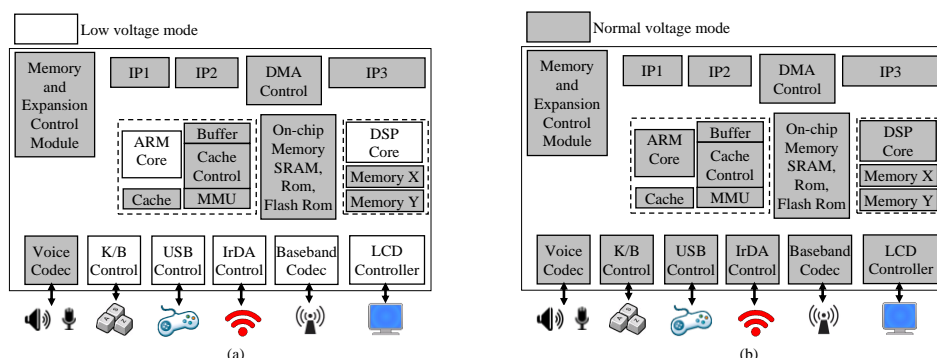 Low voltage mode
Memory
and
Expansion
Control
Module
IP1
IP2
DMA
Control
IP3
ARM
Core
Buffer
Cache
Control
Cache
MMU
On-chip
Memory
SRAM,
Rom,
Flash Rom
DSP
Core
Memory X
Memory Y
Voice
Codec
K/B
Control
USB
Control
IrDA
Control
Baseband
Codec
LCD
Controller
(a)
Normal voltage mode
Memory
and
Expansion
Control
Module
IP1
IP2
DMA
Control
IP3
ARM
Core
Buffer
Cache
Control
Cache
MMU
On-chip
Memory
SRAM,
Rom,
Flash Rom
DSP
Core
Memory X
Memory Y
Voice
Codec
K/B
Control
USB
Control
IrDA
Control
Baseband
Codec
LCD
Controller
(b)